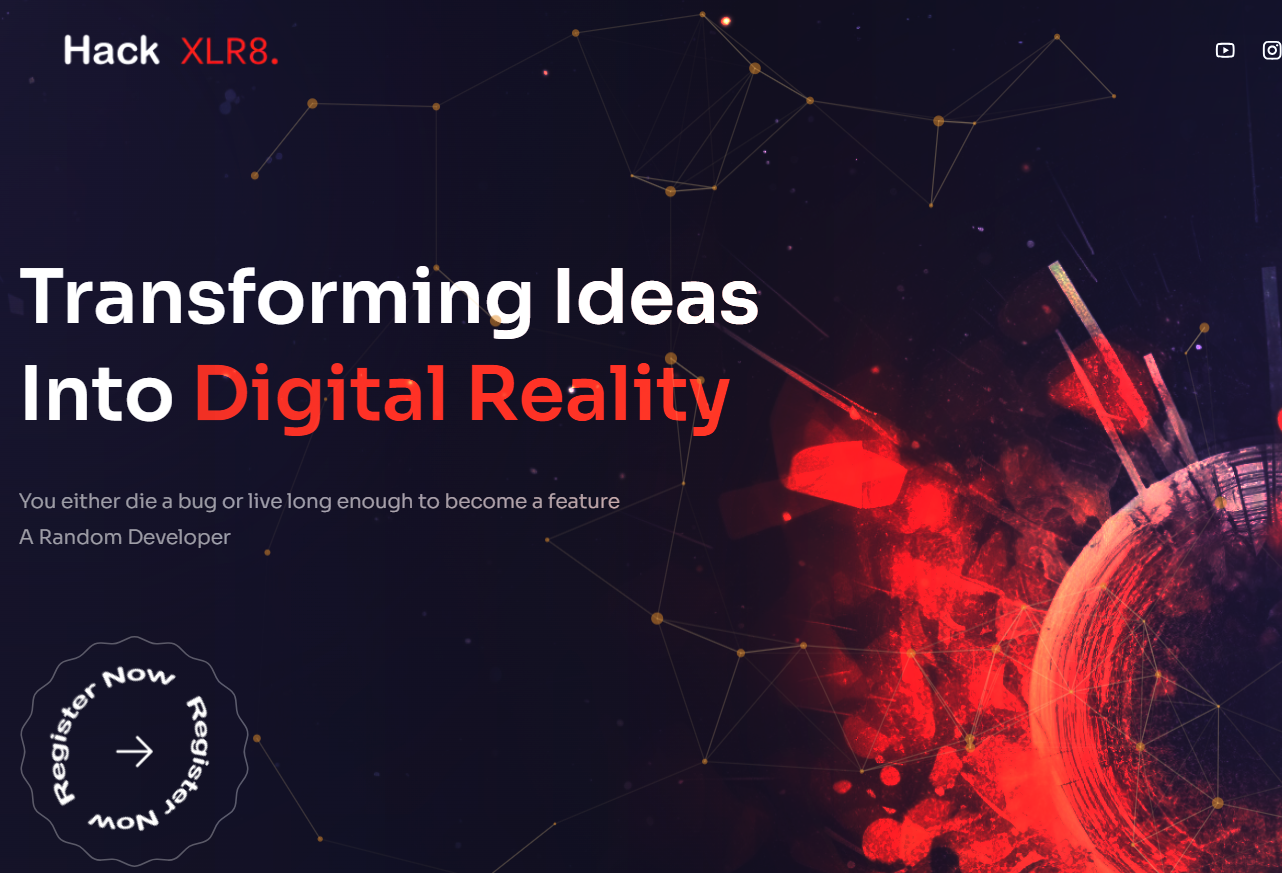 Hack XLR8.
Transforming Ideas
Into Digital Reality
You either die a bug or live long enough to become a feature
A Random Developer
Register Now Register Now